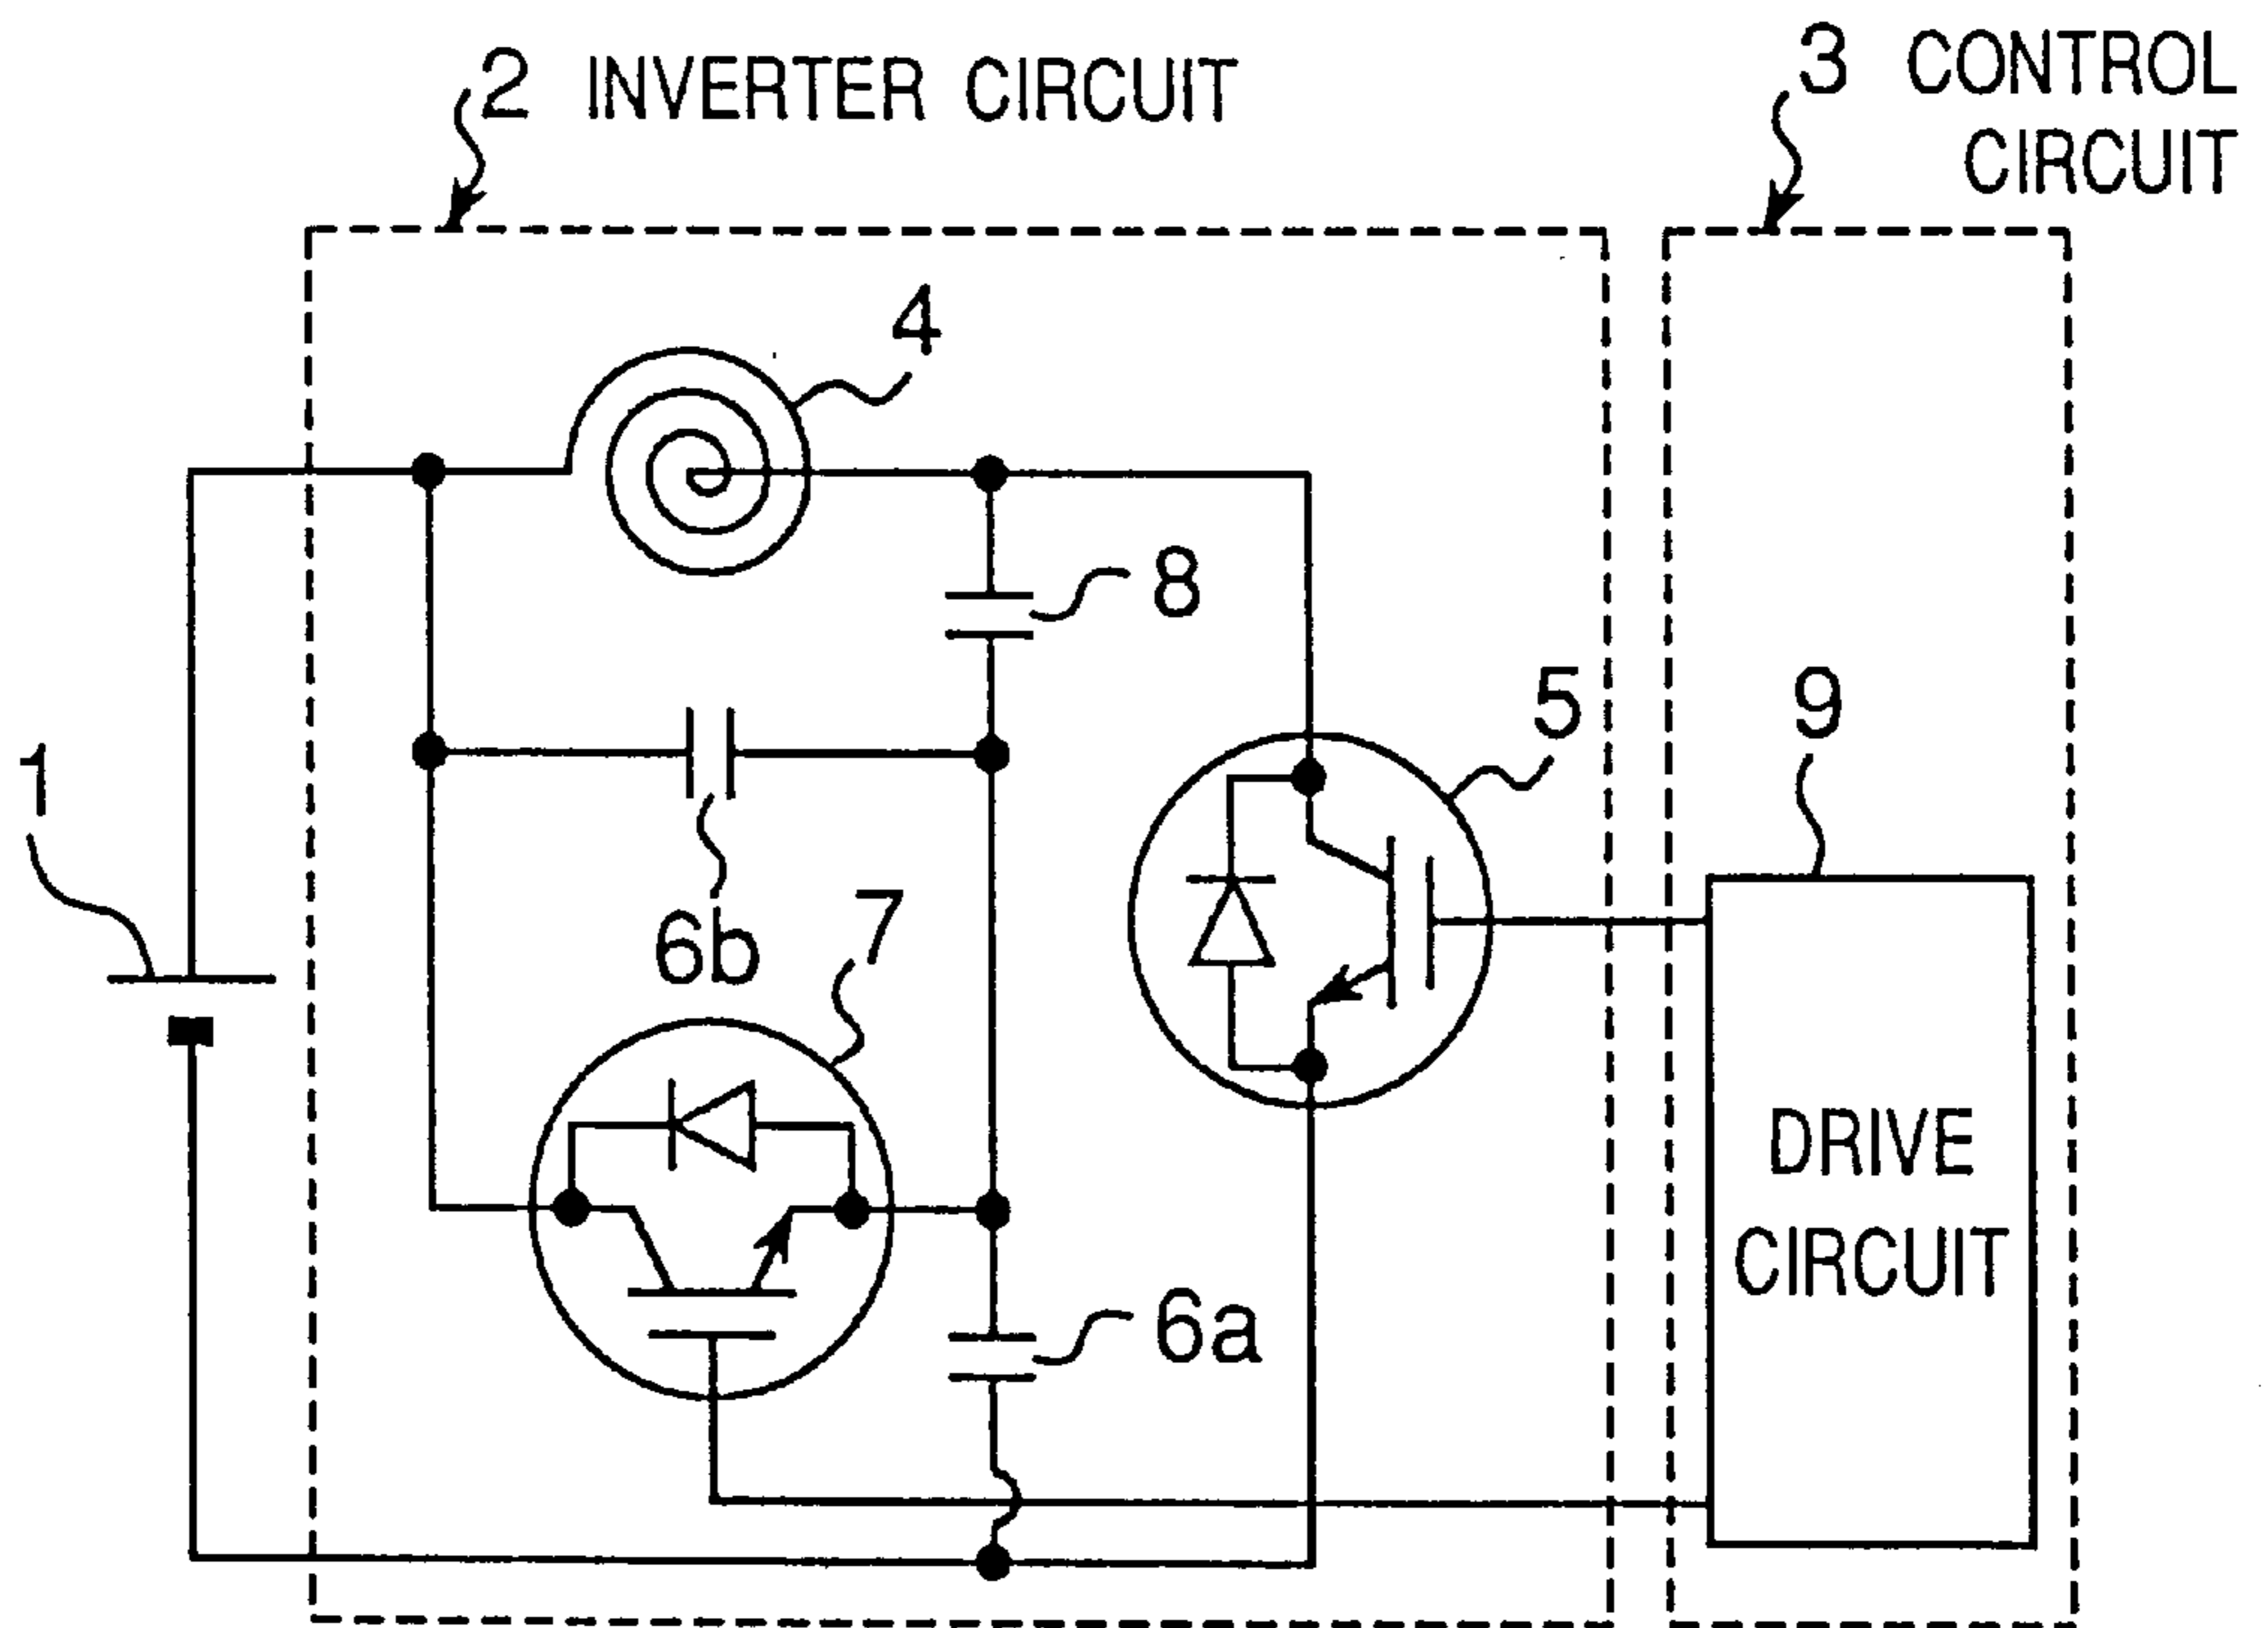 2 INVERTER CIRCUIT
3 CONTROL
CIRCUIT
4
8
5
9
1
6b
7
6a
DRIVE
CIRCUIT